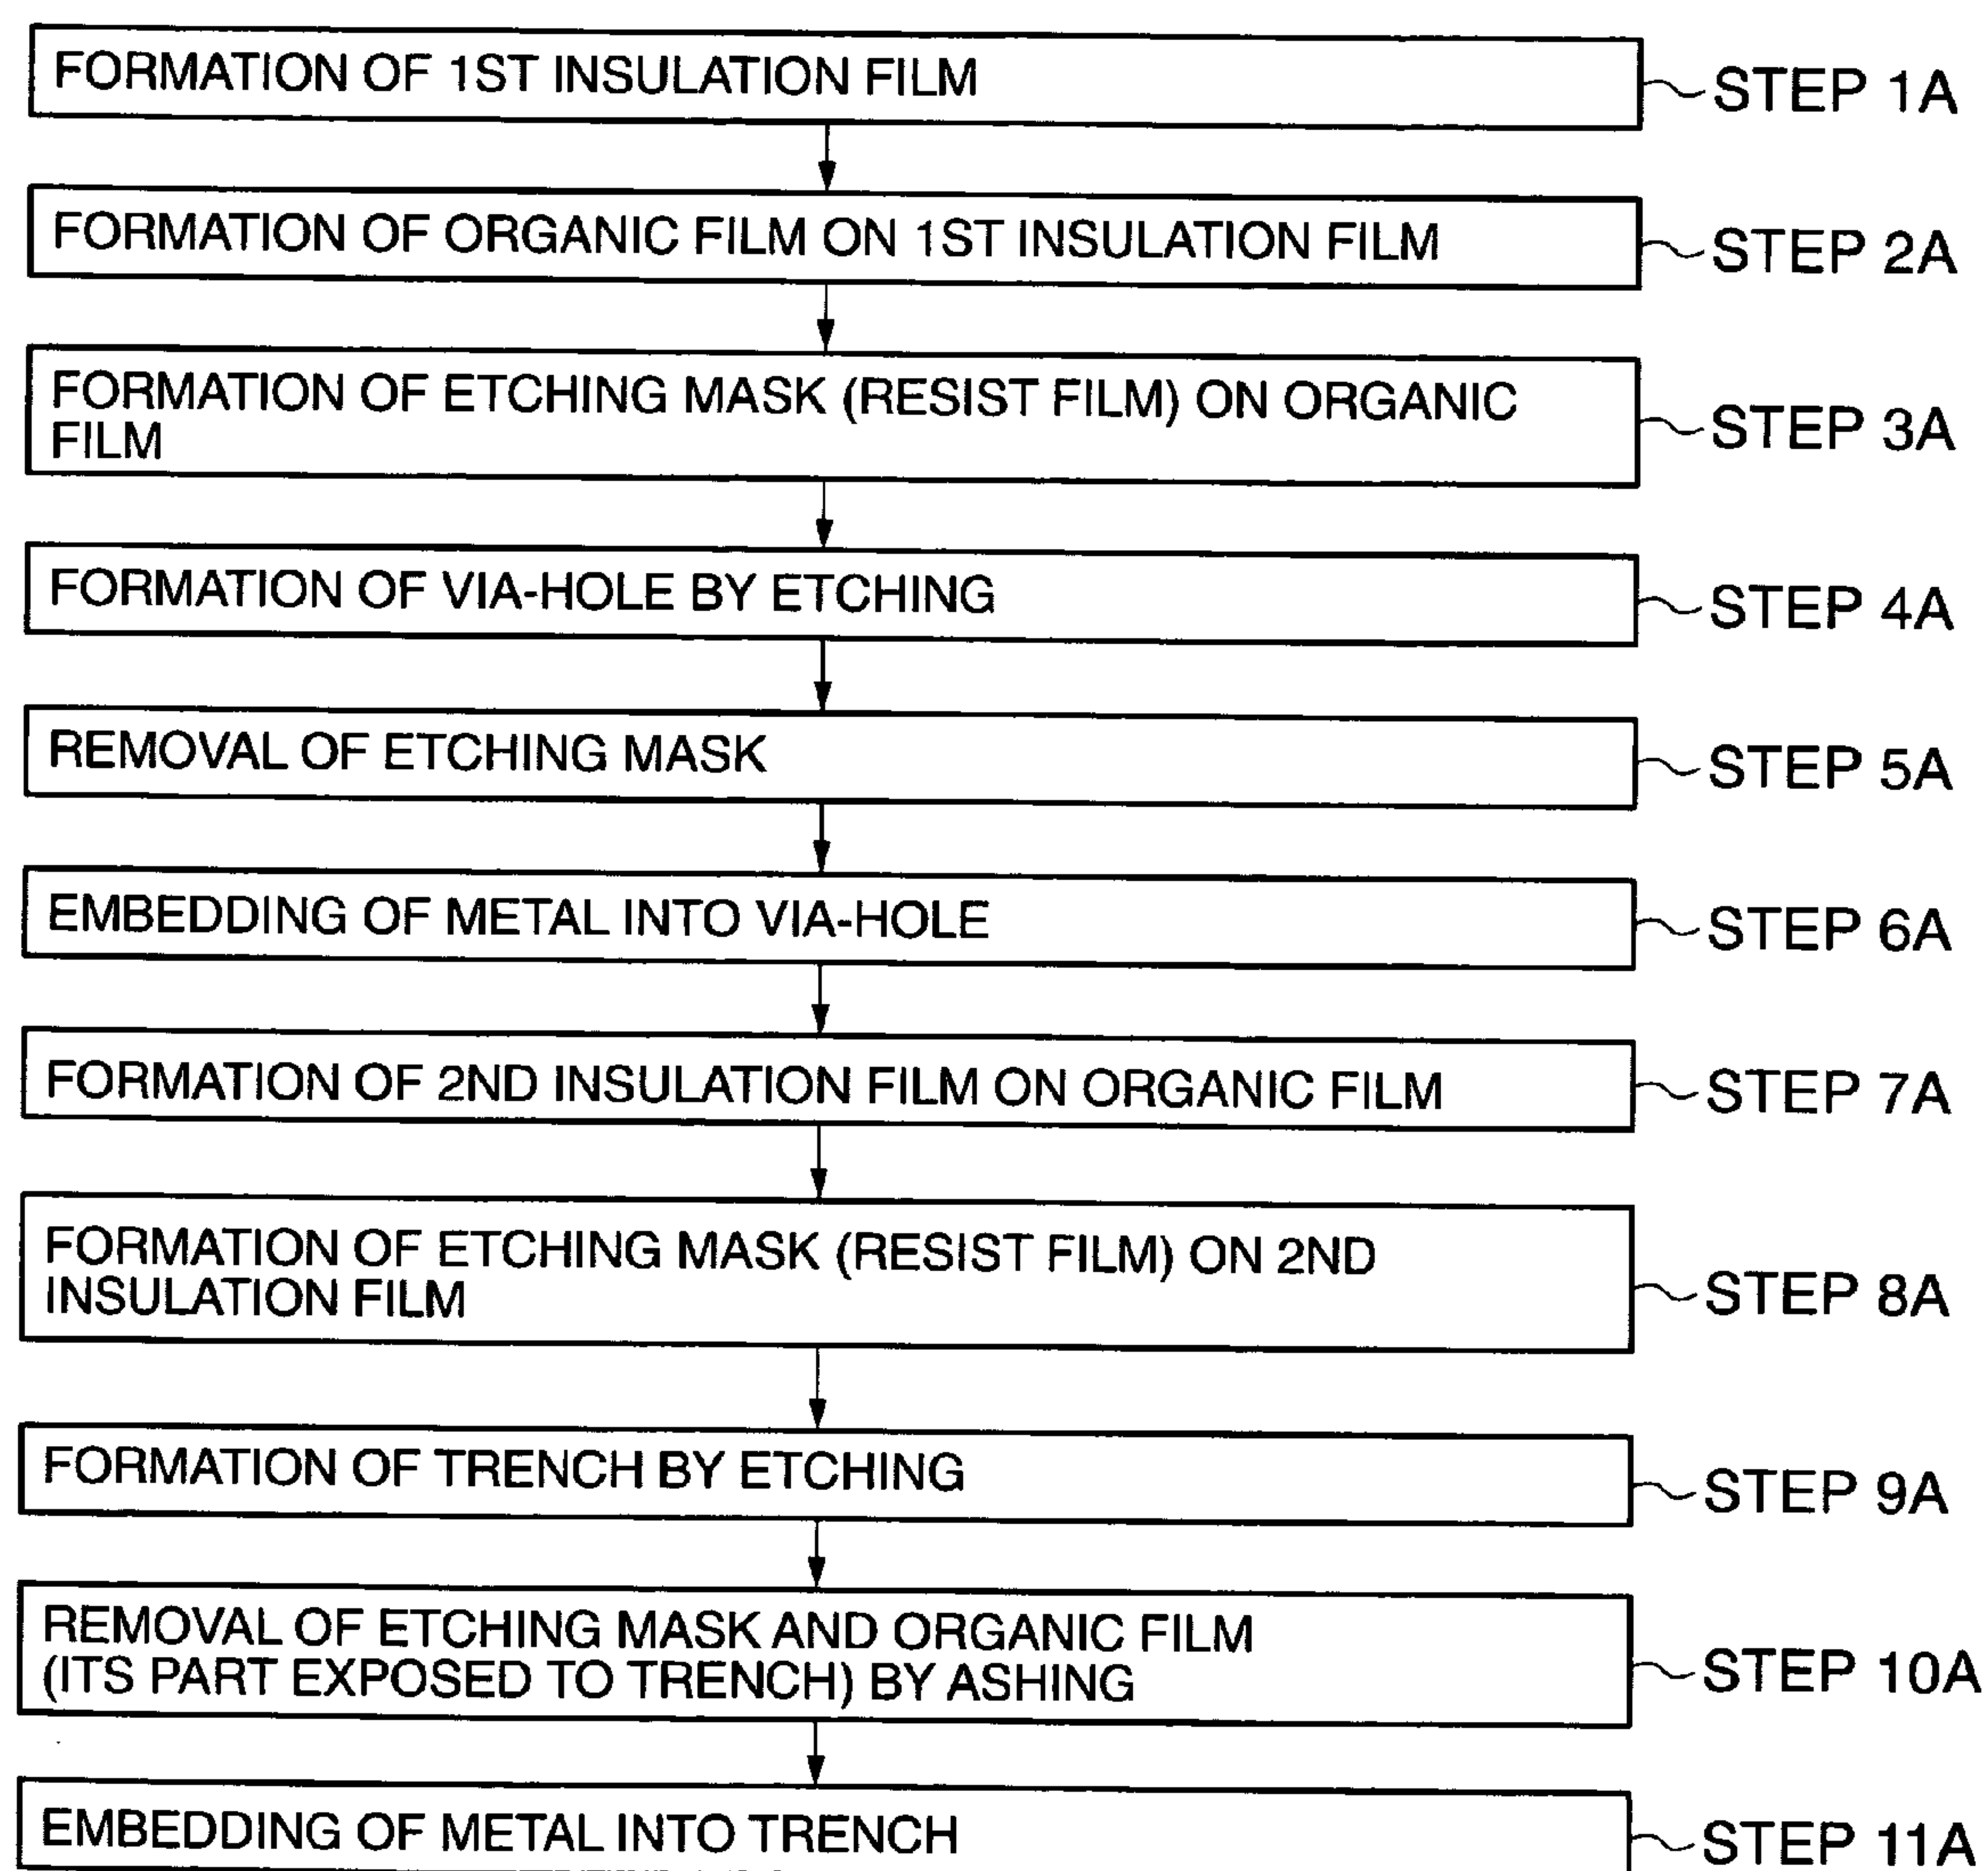 FORMATION OF 1ST INSULATION FILM
STEP 1A
FORMATION OF ORGANIC FILM ON 1ST INSULATION FILM
STEP 2A
FORMATION OF ETCHING MASK (RESIST FILM) ON ORGANIC
FILM
STEP 3A
FORMATION OF VIA-HOLE BY ETCHING
STEP 4A
REMOVAL OF ETCHING MASK
STEP 5A
EMBEDDING OF METAL INTO VIA-HOLE
STEP 6A
FORMATION OF 2ND INSULATION FILM ON ORGANIC FILM
STEP 7A
FORMATION OF ETCHING MASK (RESIST FILM) ON 2ND
INSULATION FILM
STEP 8A
FORMATION OF TRENCH BY ETCHING
STEP 9A
REMOVAL OF ETCHING MASK AND ORGANIC FILM
(ITS PART EXPOSED TO TRENCH) BY ASHING
STEP 10A
EMBEDDING OF METAL INTO TRENCH
STEP 11A